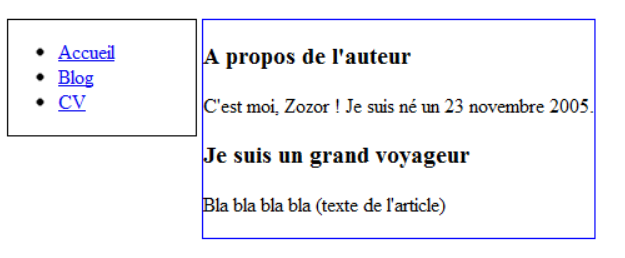 Accueil
Blog
CV
A propos de l'auteur
C'est moi, Zozor ! Je suis né un 23 novembre 2005.
Je suis un grand voyageur
Bla bla bla bla (texte de l'article)